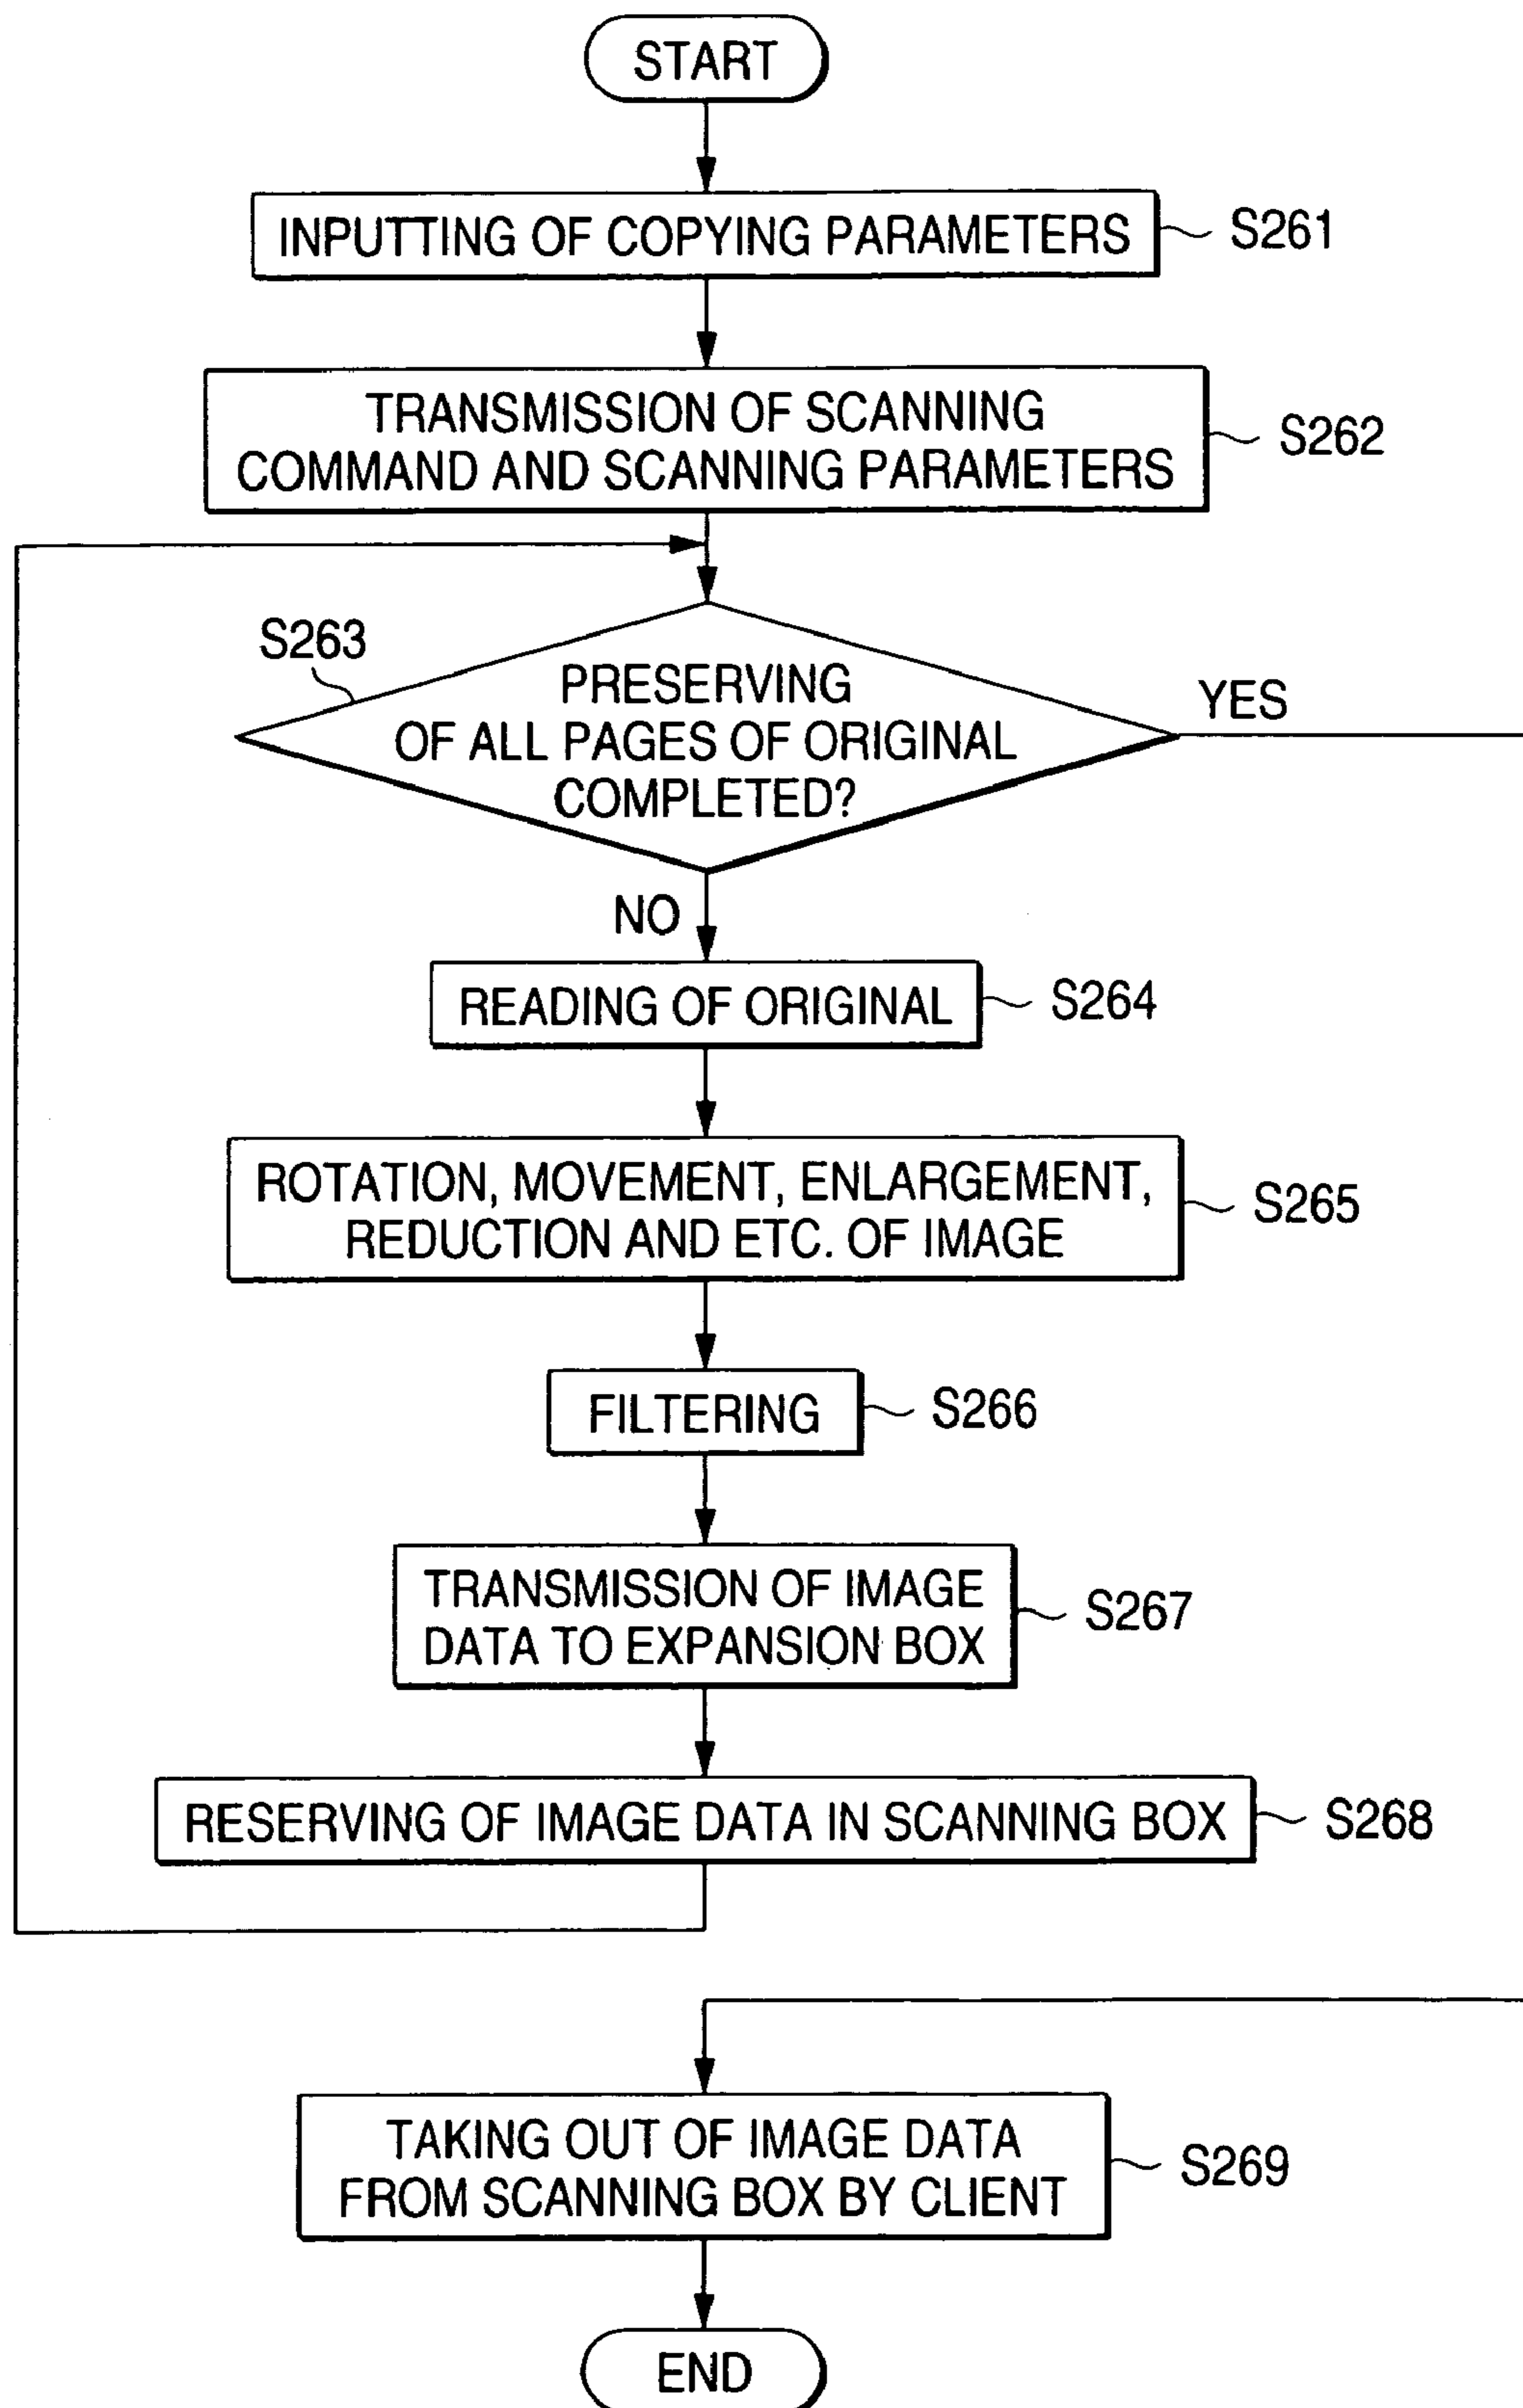 START
INPUTTING OF COPYING PARAMETERS
S261
TRANSMISSION OF SCANNING
COMMAND AND SCANNING PARAMETERS
S262
S263
PRESERVING
OF ALL PAGES OF ORIGINAL
COMPLETED?
YES
NO
READING OF ORIGINAL
S264
ROTATION, MOVEMENT, ENLARGEMENT,
REDUCTION AND ETC. OF IMAGE
S265
FILTERING
S266
TRANSMISSION OF IMAGE
DATA TO EXPANSION BOX
S267
RESERVING OF IMAGE DATA IN SCANNING BOX
S268
TAKING OUT OF IMAGE DATA
FROM SCANNING BOX BY CLIENT
S269
END